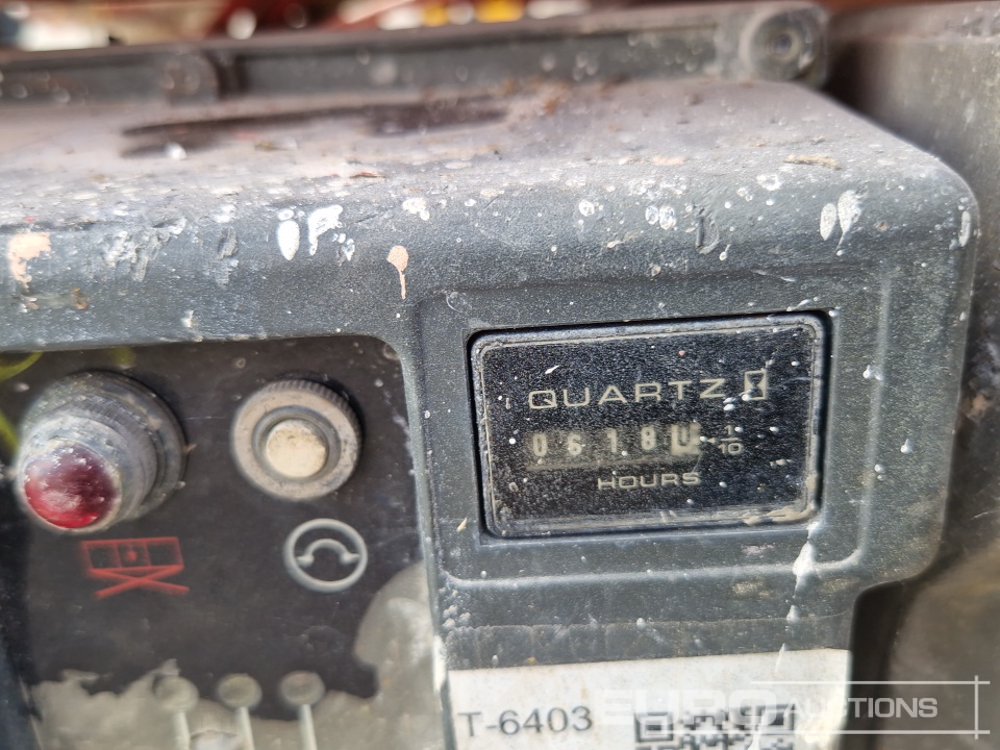 QUARTZ
0618 1/10
HOURS
T-6403
EURO AUCTIONS